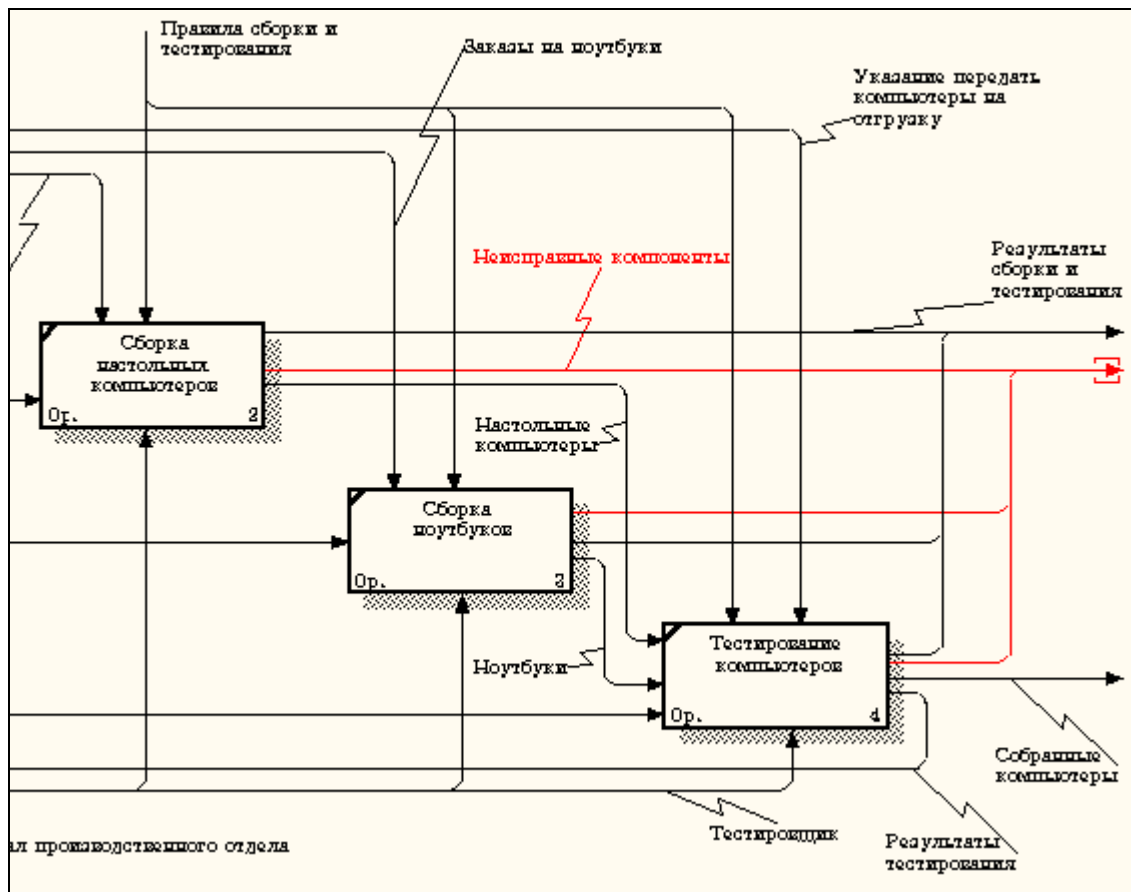 Правила сборки и
тестирования
Заказы на ноутбуки
Указание передать
компьютеры на
отгрузку
Неисправные компоненты
Результаты
сборки и
тестирования
Сборка
настольных
компьютеров
0р.
2
Настольные
компьютеры
Сборка
ноутбуков
0р.
3
Ноутбуки
Тестирование
компьютеров
0р.
4
Собранные
компьютеры
Тестировщик
Результаты
тестирования
ал производственного отдела